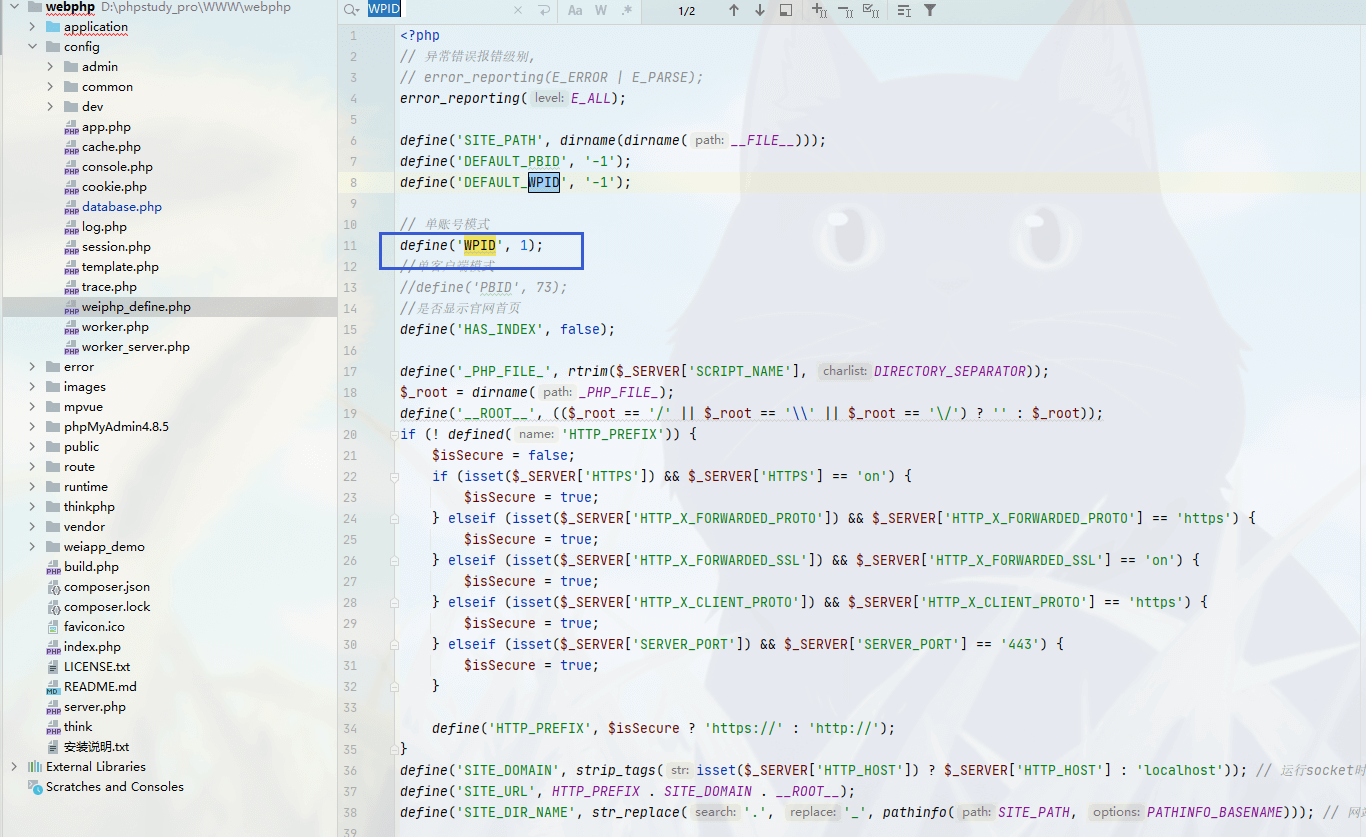 webphp D:\phpstudy_pro\WWW\webphp
application
config
admin
common
dev
app.php
cache.php
console.php
cookie.php
database.php
log.php
session.php
template.php
trace.php
weiphp_define.php
worker.php
worker_server.php
error
images
mpvue
phpMyAdmin4.8.5
public
route
runtime
thinkphp
vendor
weiapp_demo
build.php
composer.json
composer.lock
favicon.ico
index.php
LICENSE.txt
README.md
server.php
think
安装说明.txt
External Libraries
Scratches and Consoles
WPID Aa W .* 1/2
1 <?php
2 // 异常错误报错级别,
3 // error_reporting(E_ERROR | E_PARSE);
4 error_reporting( level: E_ALL);
5
6 define('SITE_PATH', dirname(dirname( path: __FILE__)));
7 define('DEFAULT_PBID', '-1');
8 define('DEFAULT_WPID', '-1');
9
10 // 单账号模式
11 define('WPID', 1);
12 //单客户端模式
13 //define('PBID', 73);
14 //是否显示官网首页
15 define('HAS_INDEX', false);
16
17 define('_PHP_FILE_', rtrim($_SERVER['SCRIPT_NAME'], charlist: DIRECTORY_SEPARATOR));
18 $_root = dirname( path: _PHP_FILE_);
19 define('__ROOT__', (($_root == '/' || $_root == '\\' || $_root == '\/') ? '' : $_root));
20 if (! defined( name: 'HTTP_PREFIX')) {
21 $isSecure = false;
22 if (isset($_SERVER['HTTPS']) && $_SERVER['HTTPS'] == 'on') {
23 $isSecure = true;
24 } elseif (isset($_SERVER['HTTP_X_FORWARDED_PROTO']) && $_SERVER['HTTP_X_FORWARDED_PROTO'] == 'https') {
25 $isSecure = true;
26 } elseif (isset($_SERVER['HTTP_X_FORWARDED_SSL']) && $_SERVER['HTTP_X_FORWARDED_SSL'] == 'on') {
27 $isSecure = true;
28 } elseif (isset($_SERVER['HTTP_X_CLIENT_PROTO']) && $_SERVER['HTTP_X_CLIENT_PROTO'] == 'https') {
29 $isSecure = true;
30 } elseif (isset($_SERVER['SERVER_PORT']) && $_SERVER['SERVER_PORT'] == '443') {
31 $isSecure = true;
32 }
33
34 define('HTTP_PREFIX', $isSecure ? 'https://' : 'http://');
35 }
36 define('SITE_DOMAIN', strip_tags( str: isset($_SERVER['HTTP_HOST']) ? $_SERVER['HTTP_HOST'] : 'localhost')); // 运行socket时
37 define('SITE_URL', HTTP_PREFIX . SITE_DOMAIN . __ROOT__);
38 define('SITE_DIR_NAME', str_replace( search: '.', replace: '_', pathinfo( path: SITE_PATH, options: PATHINFO_BASENAME))); // 网
39